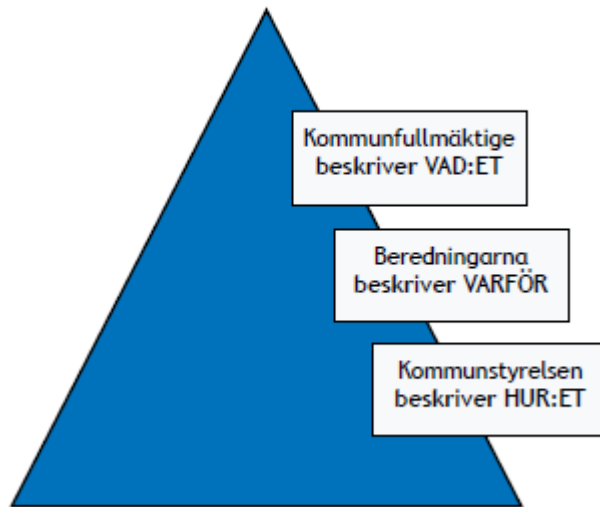 Kommunfullmäktige
beskriver VAD:ET
Beredningarna
beskriver VARFÖR
Kommunstyrelsen
beskriver HUR:ET